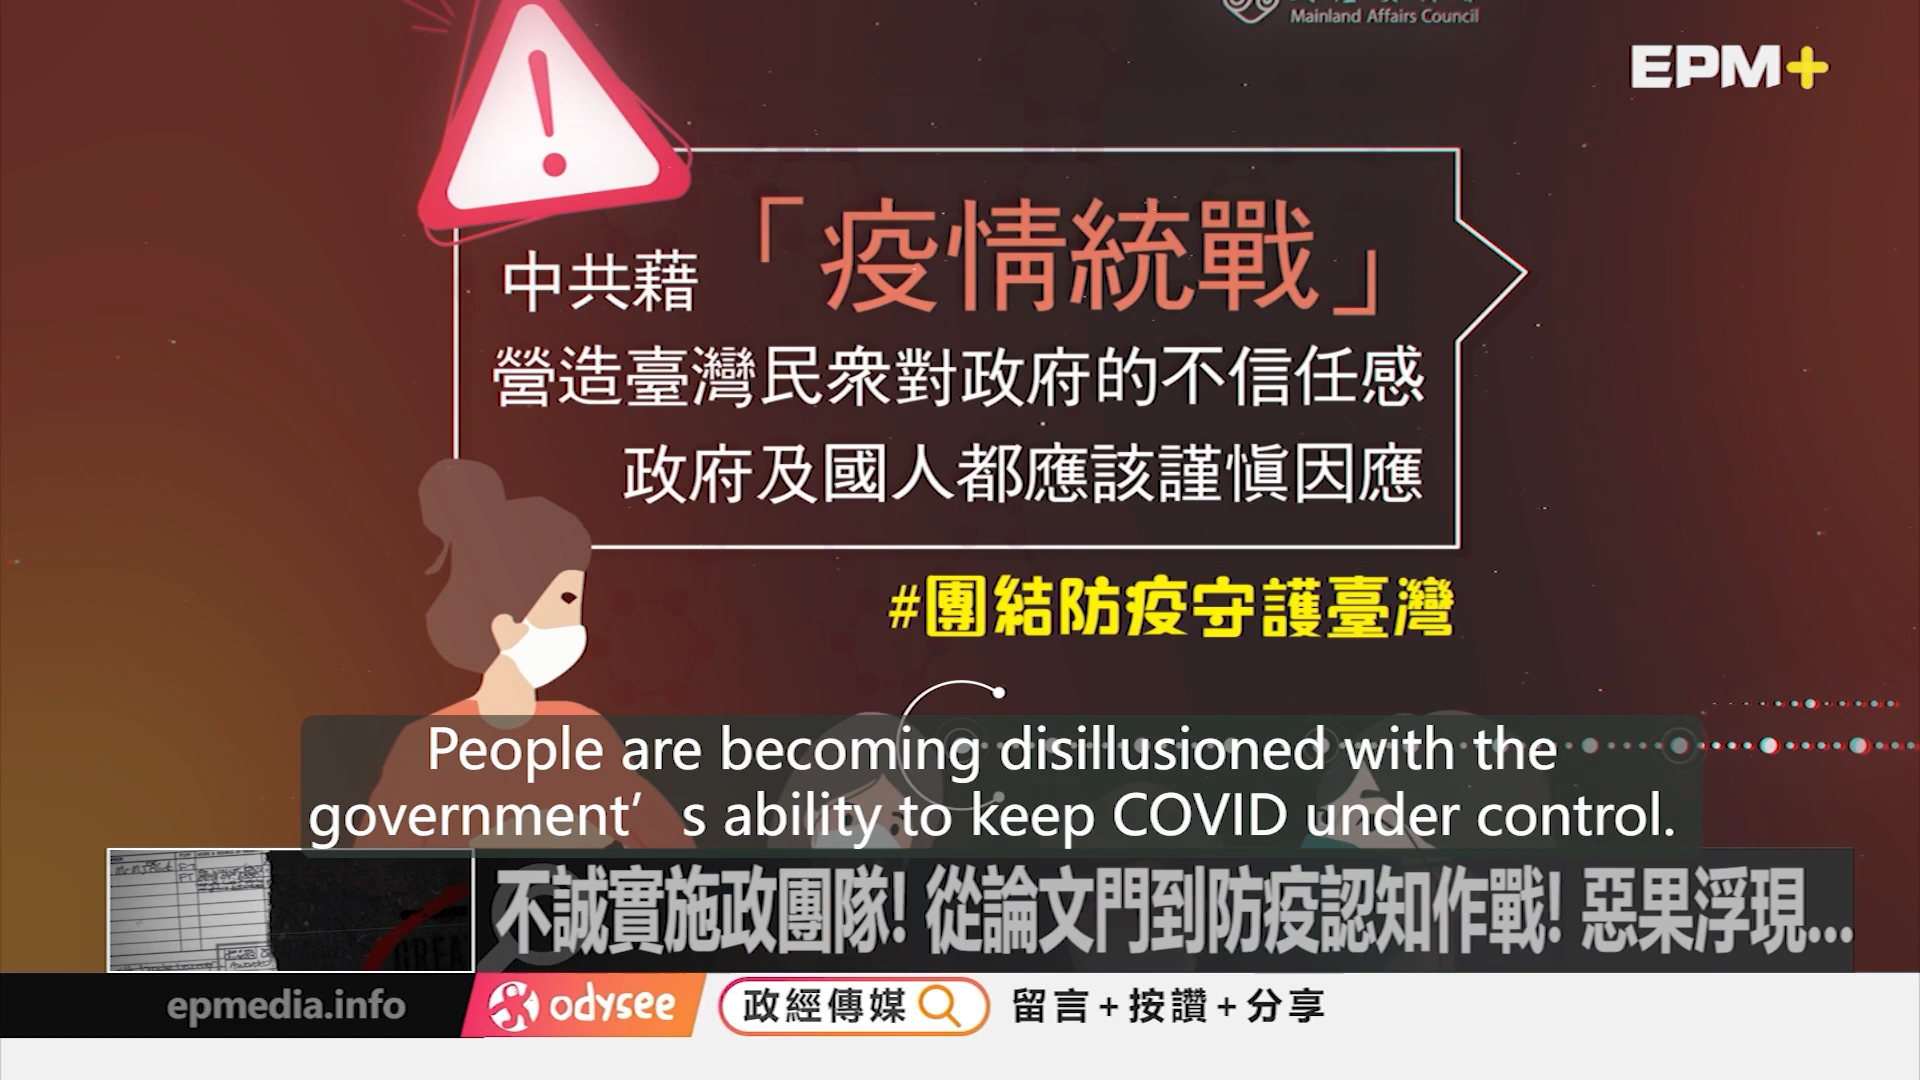 Mainland Affairs Council
EPM+
中共藉「疫情統戰」
營造臺灣民衆對政府的不信任感
政府及國人都應該謹慎因應
#團結防疫守護臺灣
People are becoming disillusioned with the
government's ability to keep COVID under control.
不誠實施政團隊! 從論文門到防疫認知作戰! 惡果浮現...
epmedia.info
odysee
政經傳媒
留言+按讚+分享